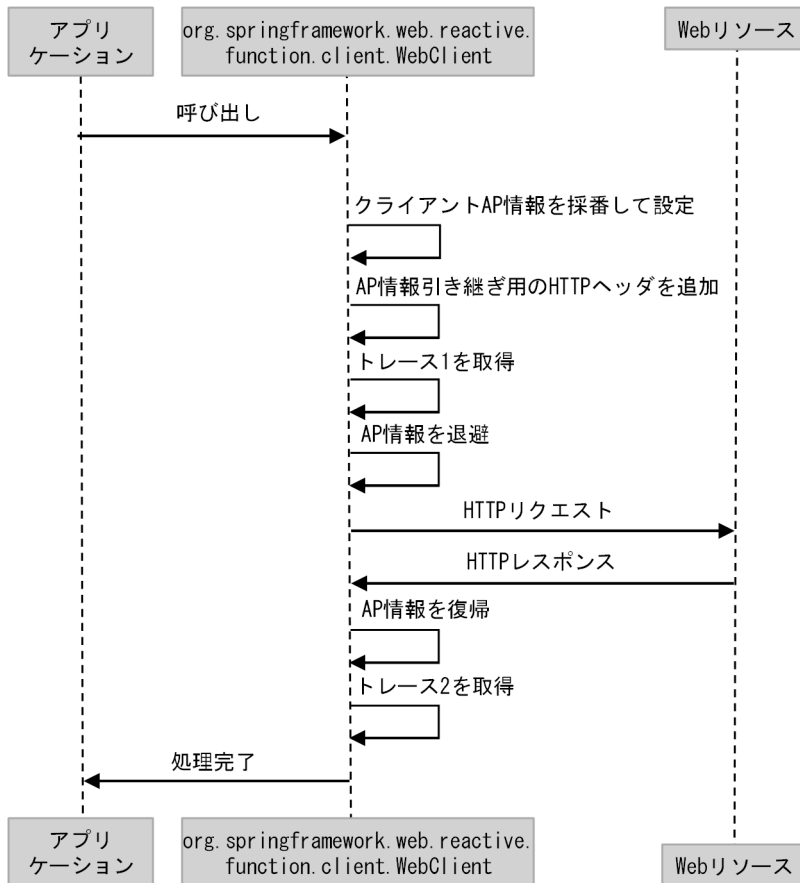 アプリ
ケーション
org.springframework.web.reactive.
function.client.WebClient
Webリソース
呼び出し
クライアントAP情報を採番して設定
AP情報引き継ぎ用のHTTPヘッダを追加
トレース1を取得
AP情報を退避
HTTPリクエスト
HTTPレスポンス
AP情報を復帰
トレース2を取得
処理完了
アプリ
ケーション
org.springframework.web.reactive.
function.client.WebClient
Webリソース